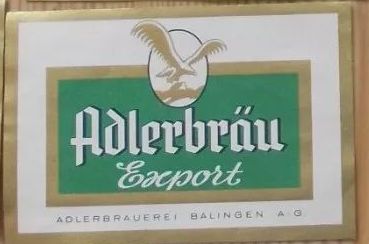 Adlerbräu
Export
ADLERBRAUEREI BALINGEN A.G.